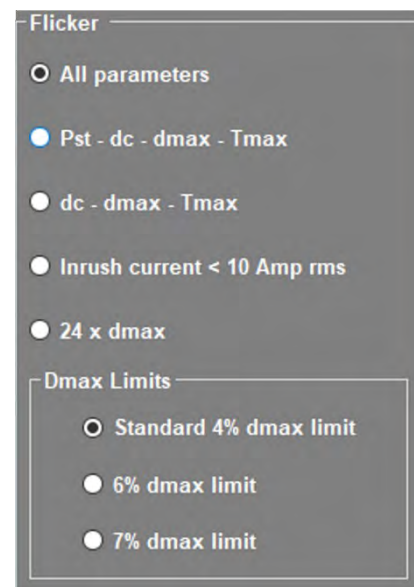 Flicker
All parameters
Pst - dc - dmax - Tmax
dc - dmax - Tmax
Inrush current < 10 Amp rms
24 x dmax
Dmax Limits
Standard 4% dmax limit
6% dmax limit
7% dmax limit